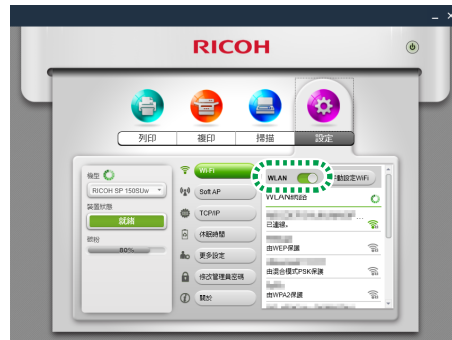 RICOH
列印
複印
掃描
設定
機型
RICOH SP 150SUw
裝置狀態
就緒
碳粉
80%
Wi-Fi
Soft AP
TCP/IP
休眠時間
更多設定
修改管理員密碼
關於
WLAN
動設定WiFi
WLAN網路
已連線。
由WEP保護
由混合模式PSK保護
由WPA2保護